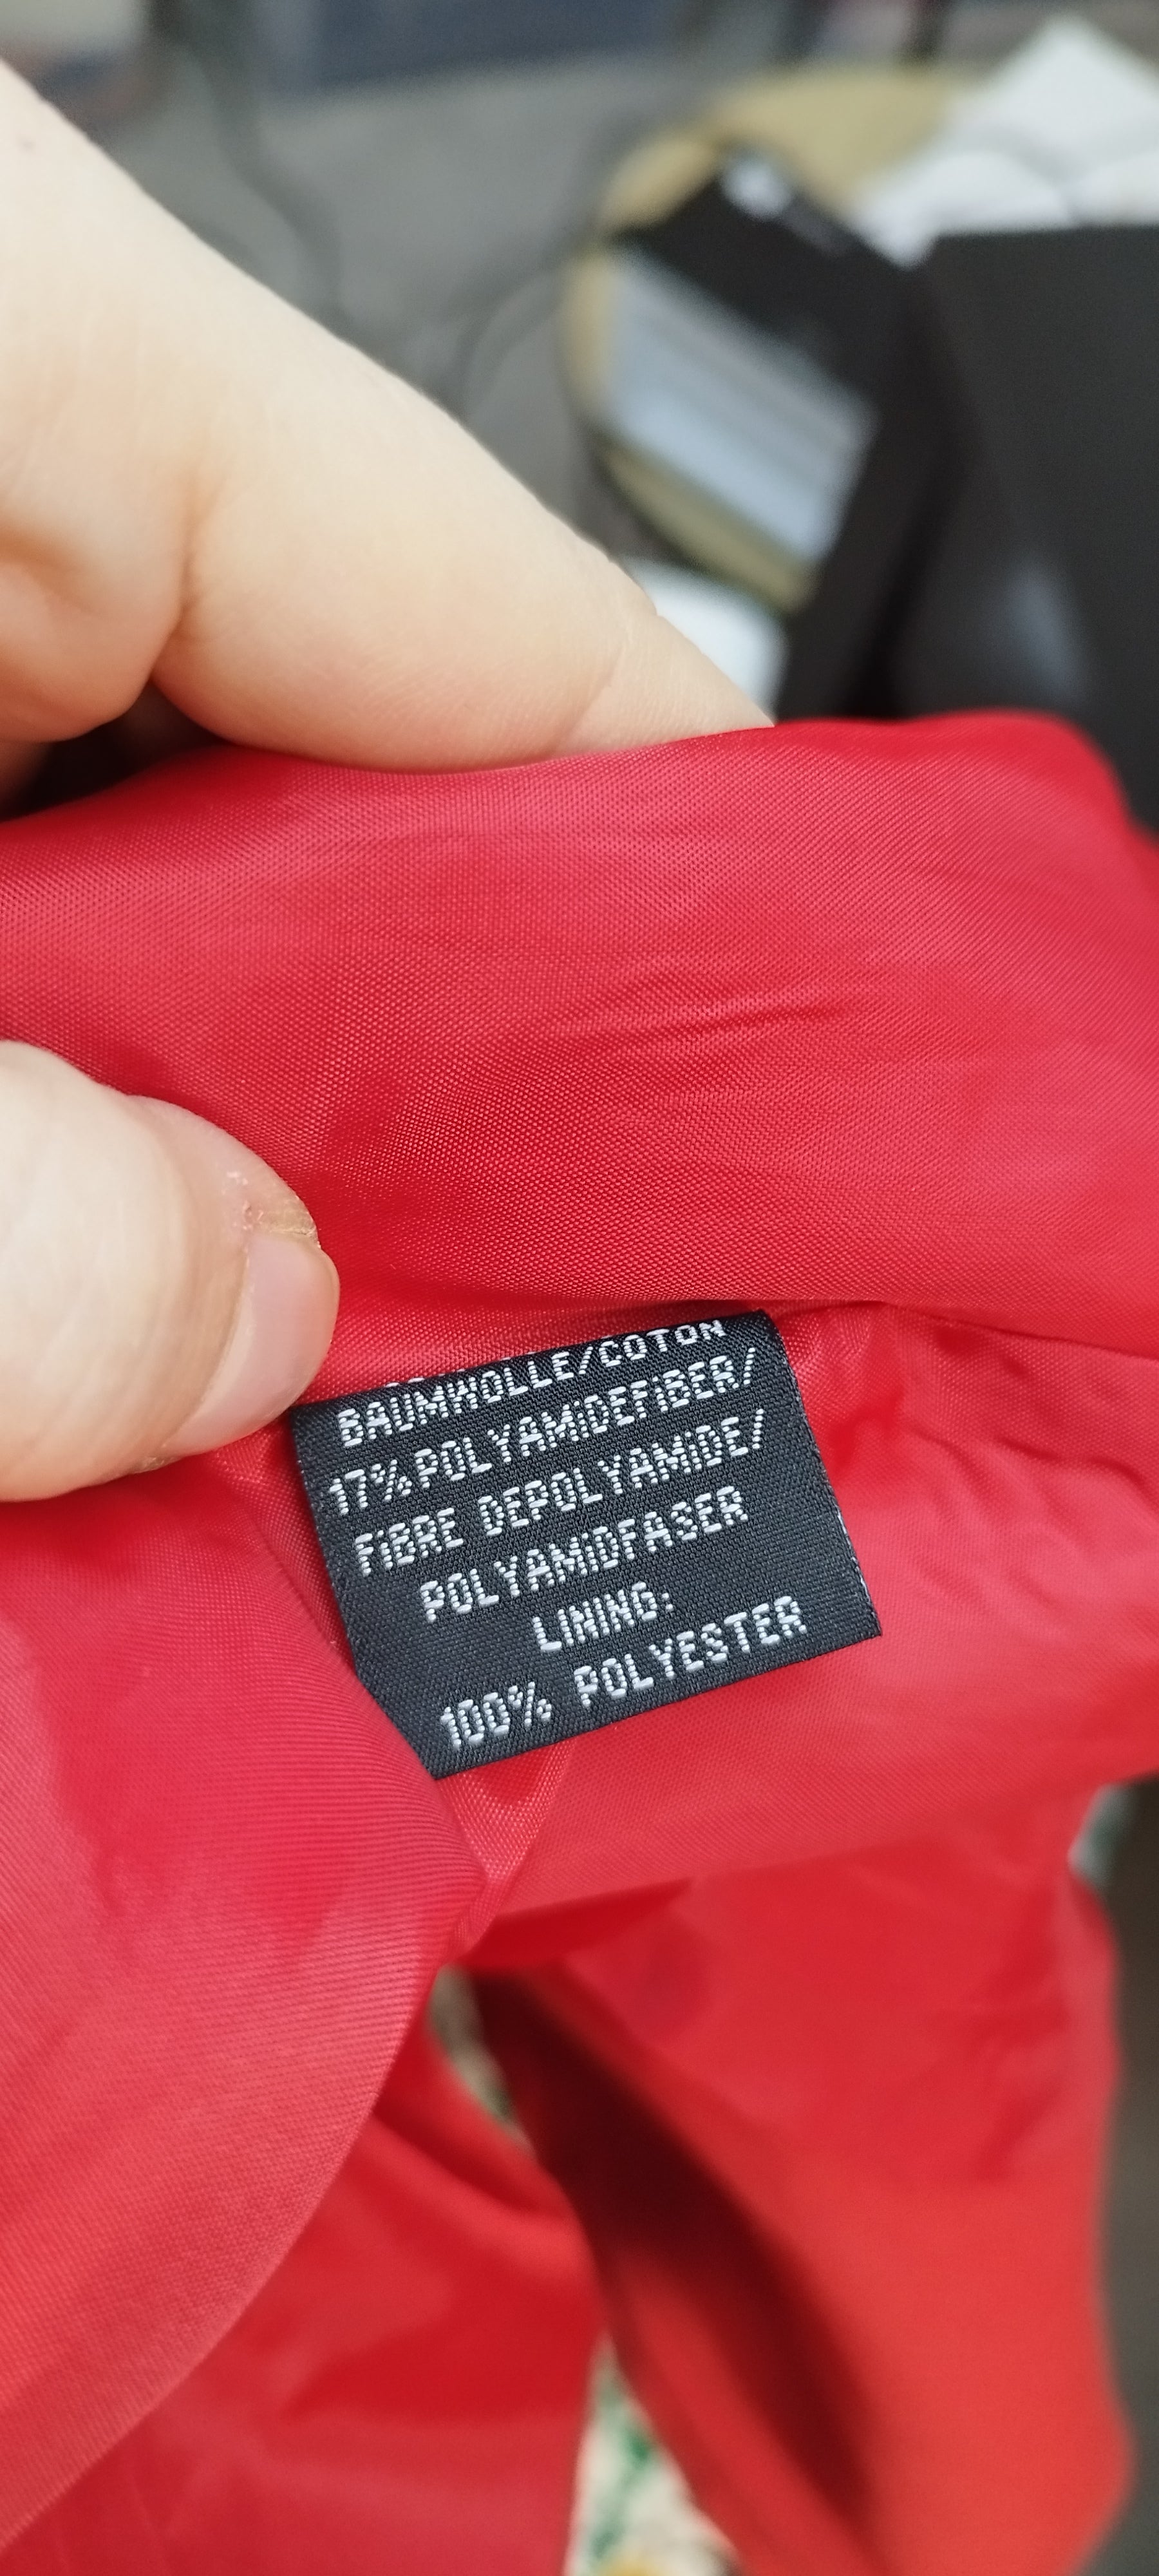 BAUMWOLLE/COTON
17%POLYAMIDEFIBER/
FIBRE DEPOLYAMIDE/
POLYAMIDFASER
LINING:
100% POLYESTER